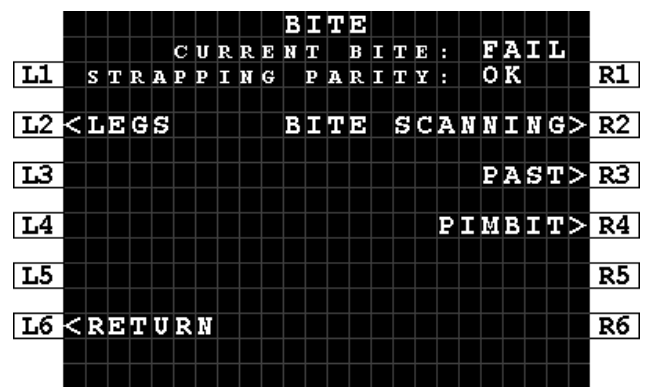 BITE
CURRENT BITE: FAIL
L1 STRAPPING PARITY: OK R1
L2 <LEGS BITE SCANNING> R2
L3 PAST> R3
L4 PIMBIT> R4
L5 R5
L6 <RETURN R6